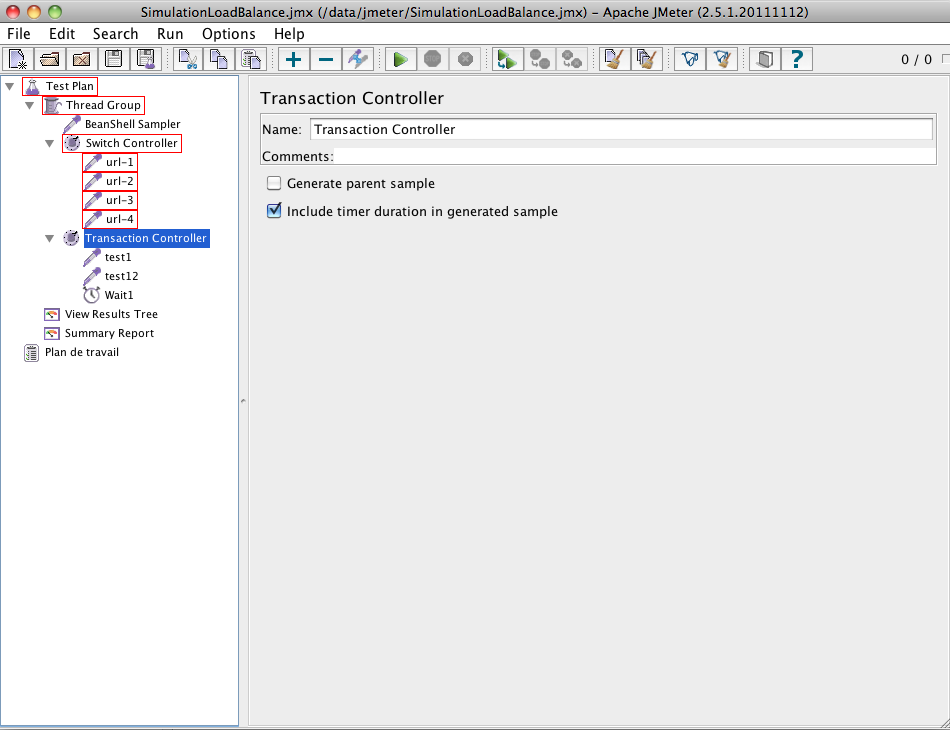 SimulationLoadBalance.jmx (/data/jmeter/SimulationLoadBalance.jmx) – Apache JMeter (2.5.1.20111112)
File Edit Search Run Options Help
0 / 0
Test Plan
Thread Group
BeanShell Sampler
Switch Controller
url-1
url-2
url-3
url-4
Transaction Controller
test1
test12
Wait1
View Results Tree
Summary Report
Plan de travail
Transaction Controller
Name: Transaction Controller
Comments:
Generate parent sample
Include timer duration in generated sample